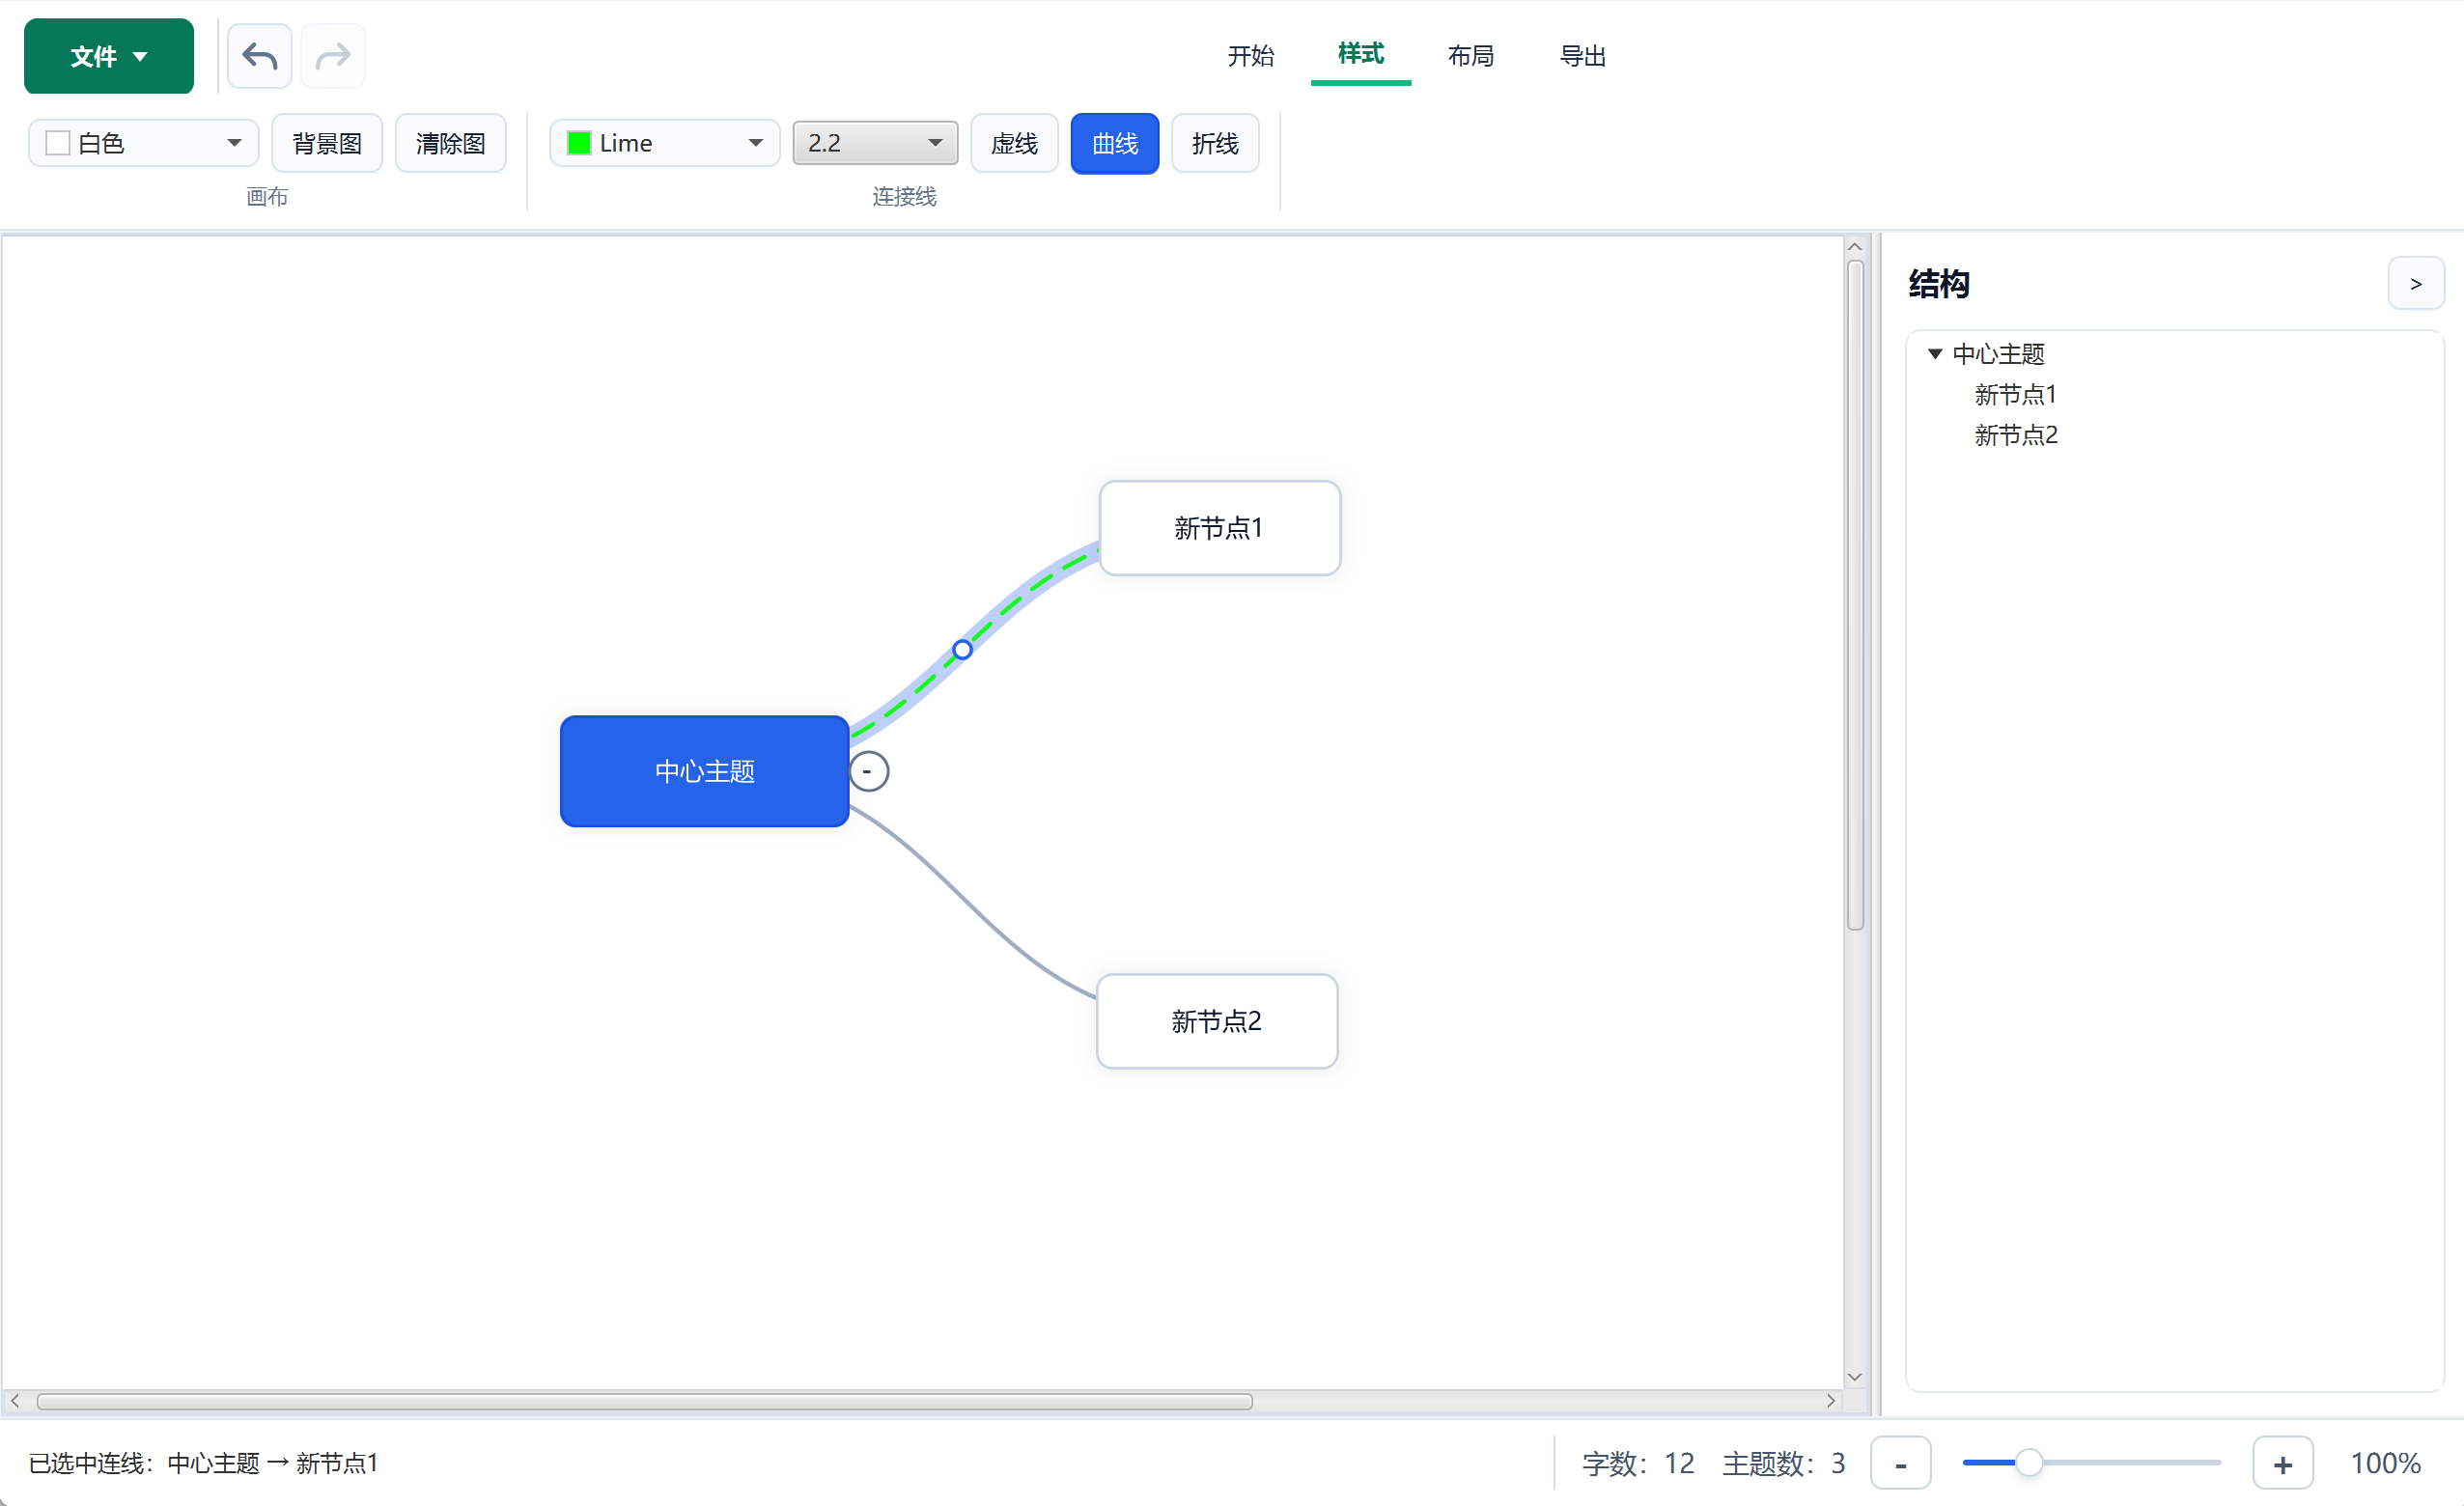 文件
开始
样式
布局
导出
白色
背景图
清除图
Lime
2.2
虚线
曲线
折线
画布
连接线
结构
>
中心主题
新节点1
新节点2
新节点1
中心主题
-
新节点2
已选中连线：中心主题 → 新节点1
字数：12
主题数：3
-
+
100%